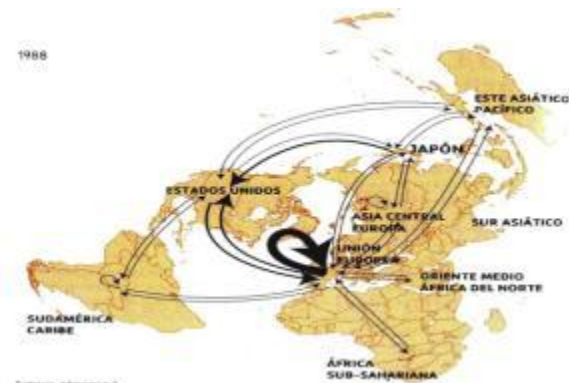 1988
ESTE ASIÁTICO
PACÍFICO
JAPÓN
ESTADOS UNIDOS
ASIA CENTRAL
EUROPA
SUR ASIÁTICO
UNIÓN
EUROPEA
ORIENTE MEDIO
ÁFRICA DEL NORTE
SUDAMÉRICA
CARIBE
ÁFRICA
SUB-SAHARIANA